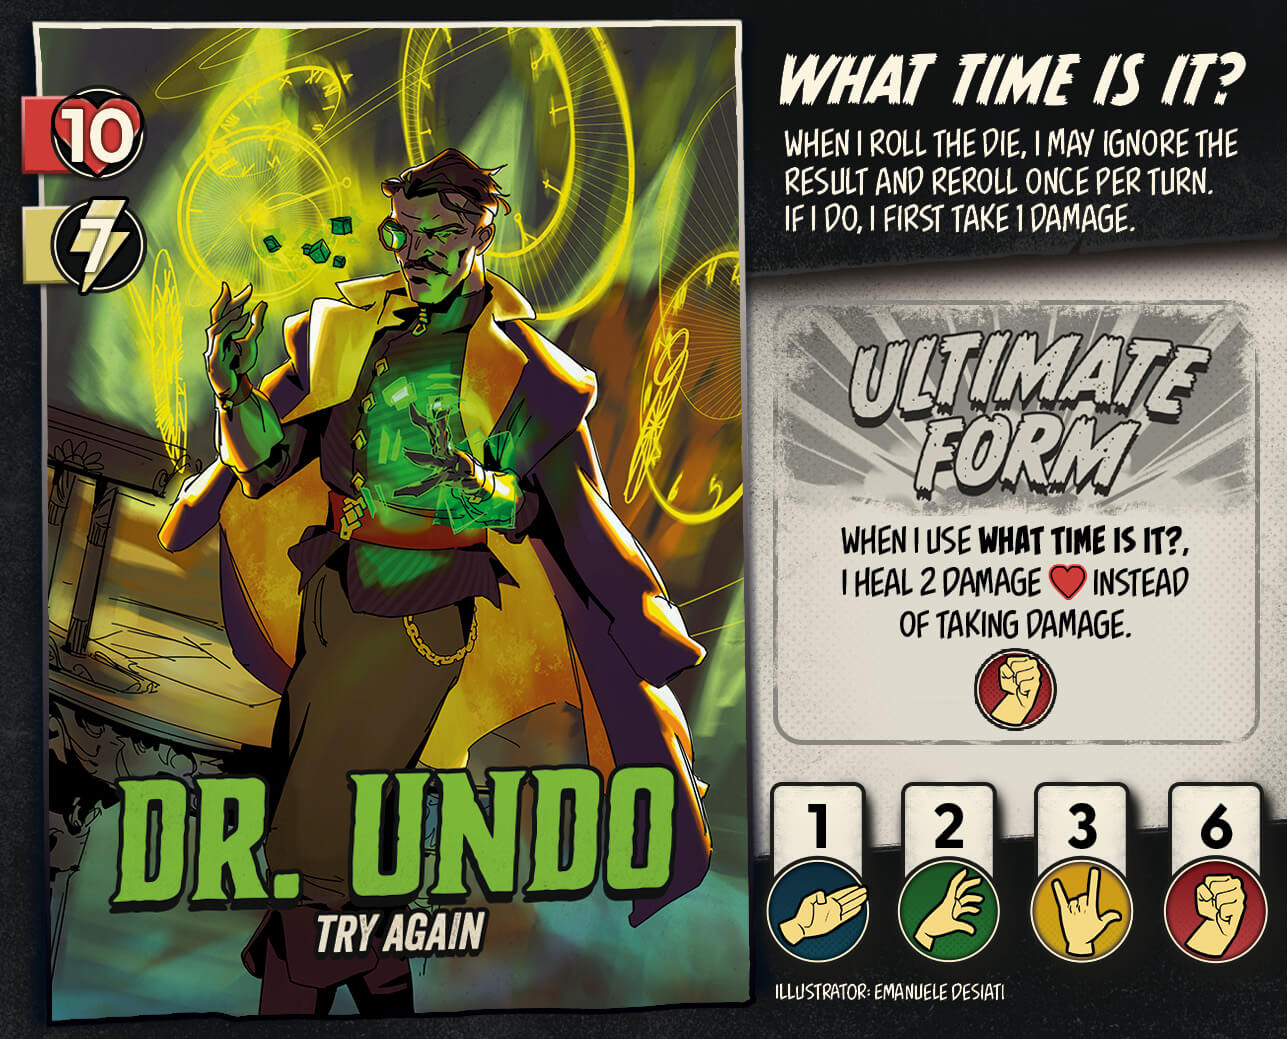 10
7
DR. UNDO
TRY AGAIN
WHAT TIME IS IT?
WHEN I ROLL THE DIE, I MAY IGNORE THE
RESULT AND REROLL ONCE PER TURN.
IF I DO, I FIRST TAKE 1 DAMAGE.
ULTIMATE
FORM
WHEN I USE WHAT TIME IS IT?,
I HEAL 2 DAMAGE INSTEAD
OF TAKING DAMAGE.
1 2 3 6
ILLUSTRATOR: EMANUELE DESIATI